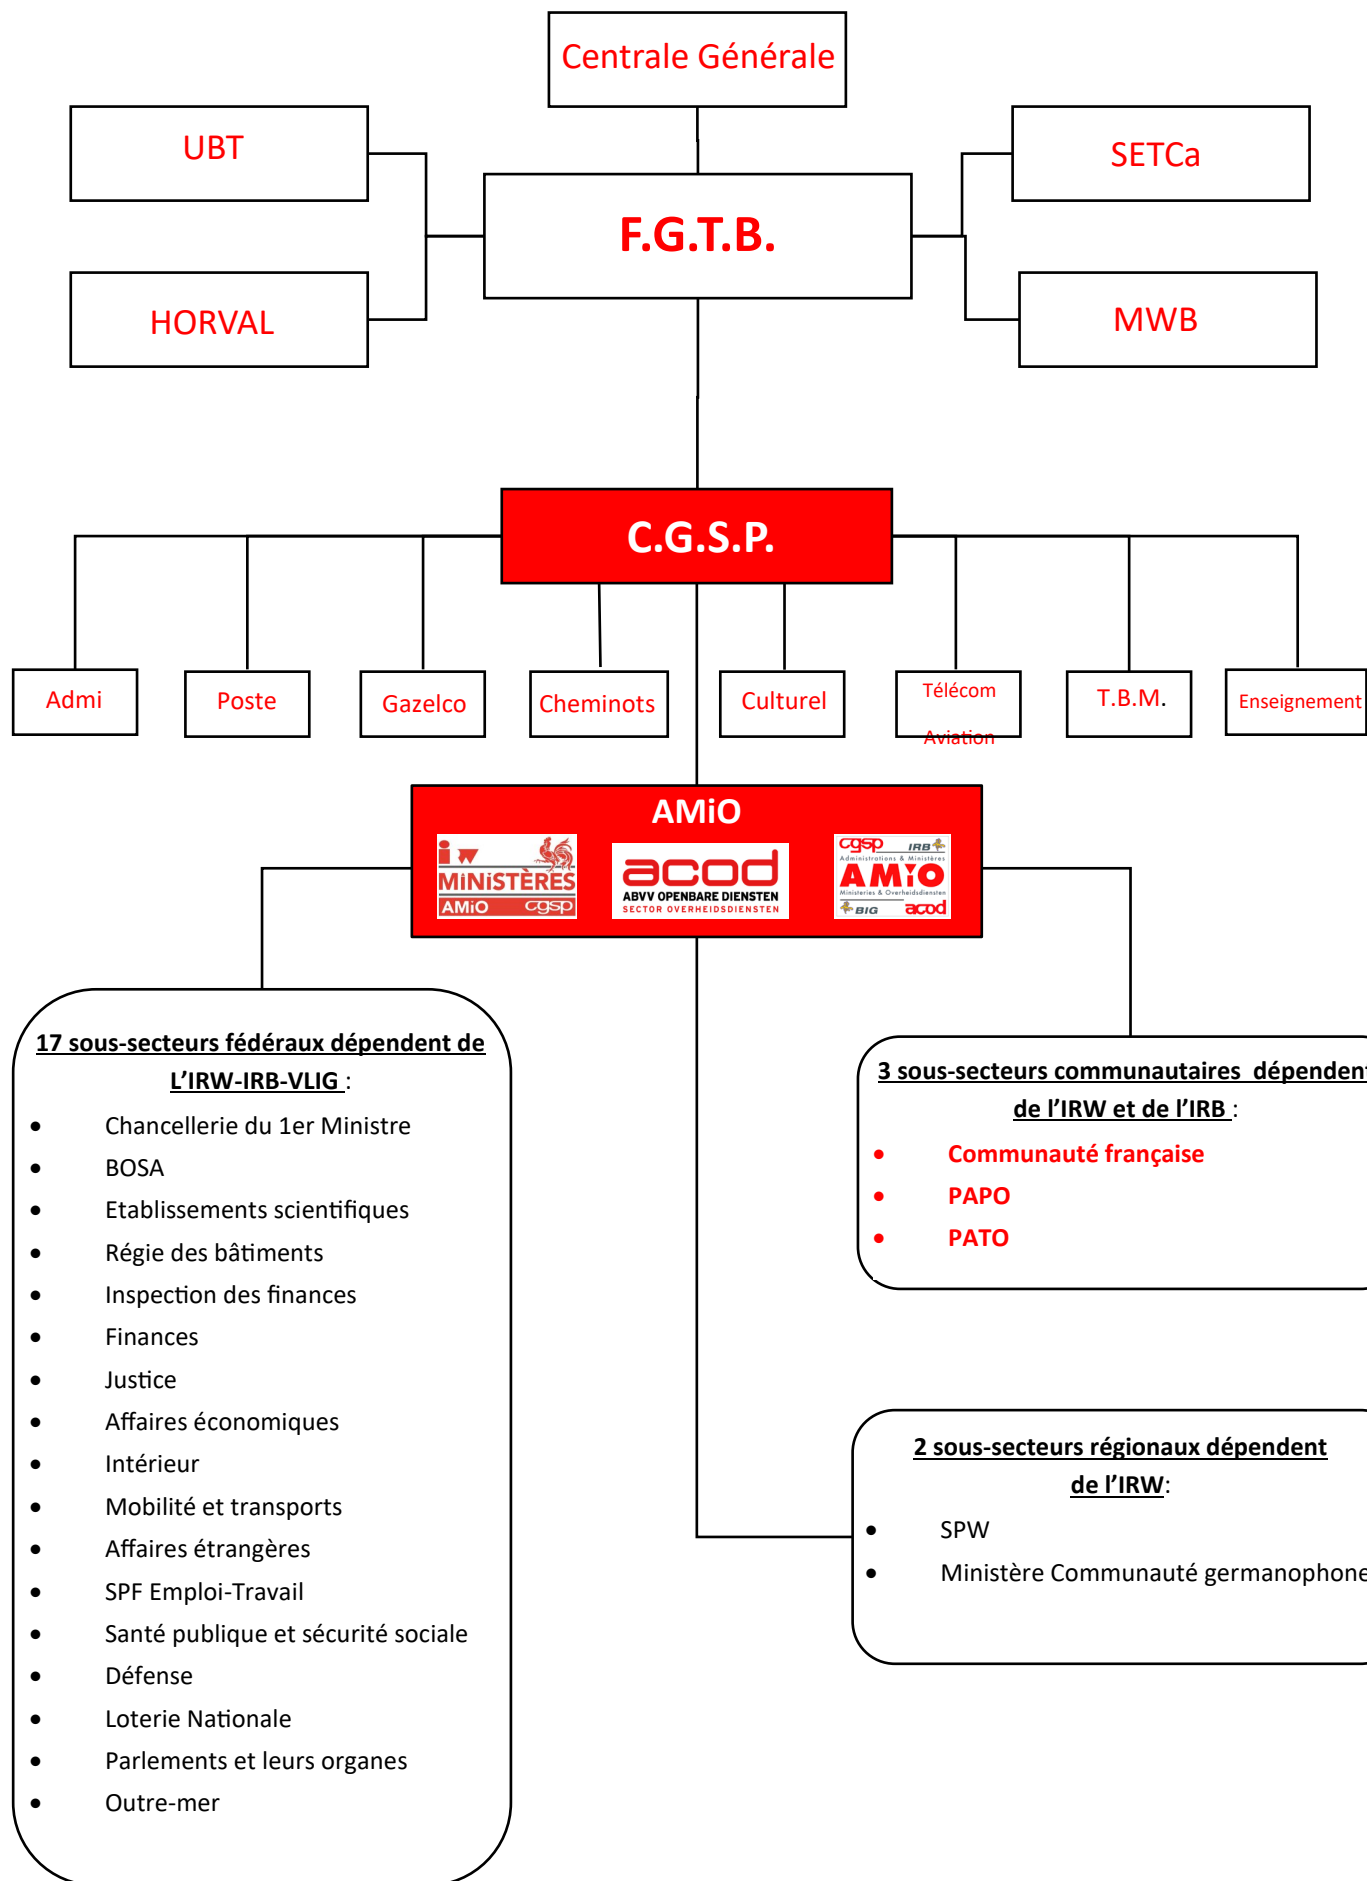 Centrale Générale
UBT
SETCa
F.G.T.B.
HORVAL
MWB
C.G.S.P.
Admi
Poste
Gazelco
Cheminots
Culturel
Télécom
Aviation
T.B.M.
Enseignement
AMiO
iw
MiNiSTÈRES
AMiO cgsp
acod
ABVV OPENBARE DIENSTEN
SECTOR OVERHEIDSDIENSTEN
cgsp IRB
Administrations & Ministères
AMiO
Ministeries & Overheidsdiensten
BIG acod
17 sous-secteurs fédéraux dépendent de
L’IRW-IRB-VLIG :
• Chancellerie du 1er Ministre
• BOSA
• Etablissements scientifiques
• Régie des bâtiments
• Inspection des finances
• Finances
• Justice
• Affaires économiques
• Intérieur
• Mobilité et transports
• Affaires étrangères
• SPF Emploi-Travail
• Santé publique et sécurité sociale
• Défense
• Loterie Nationale
• Parlements et leurs organes
• Outre-mer
3 sous-secteurs communautaires dépendent
de l’IRW et de l’IRB :
• Communauté française
• PAPO
• PATO
2 sous-secteurs régionaux dépendent
de l’IRW:
• SPW
• Ministère Communauté germanophone